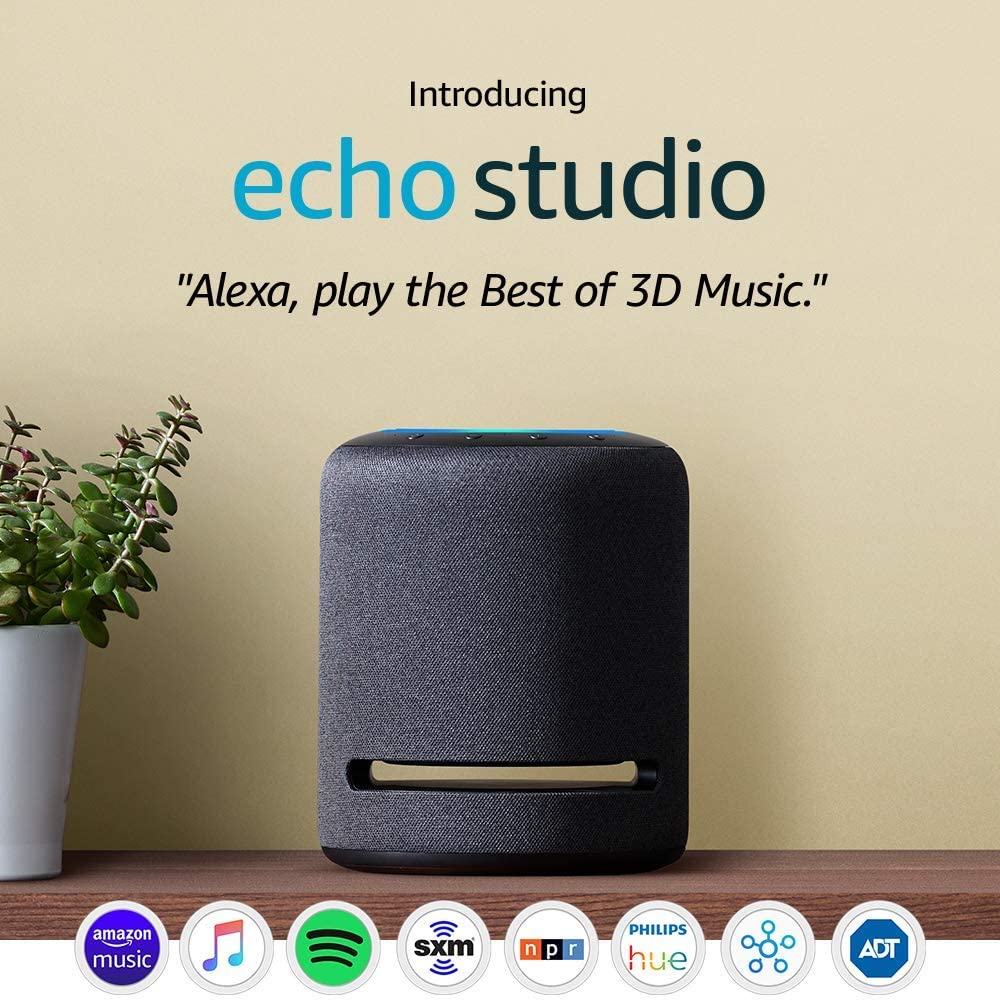 Introducing
echo studio
"Alexa, play the Best of 3D Music."
amazon music
sxm
npr
PHILIPS hue
ADT